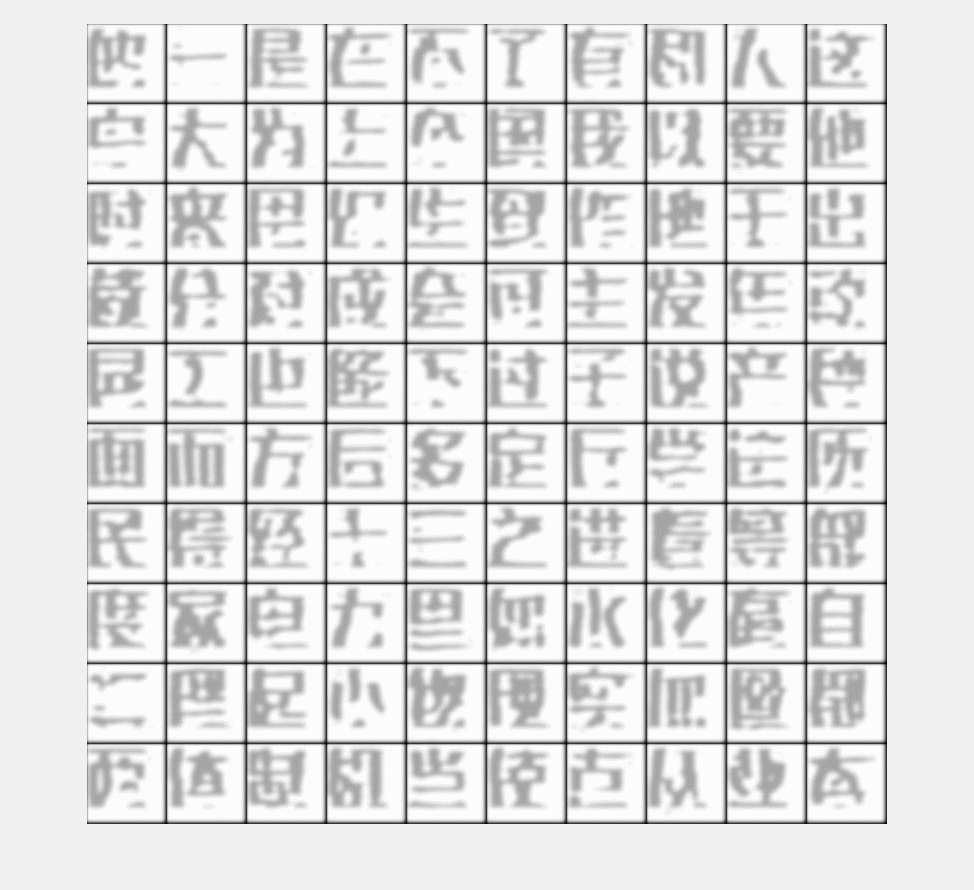 一是在不了有和人这
大为上个国我以要他
时来用们生到作地于出
就分对成会可主发年动
同工也能下过子说产种
面而方后多定行学法所
民得经十三之进着等部
度家电力里如水化高自
二理起小物现实
两体制机当使点从业本